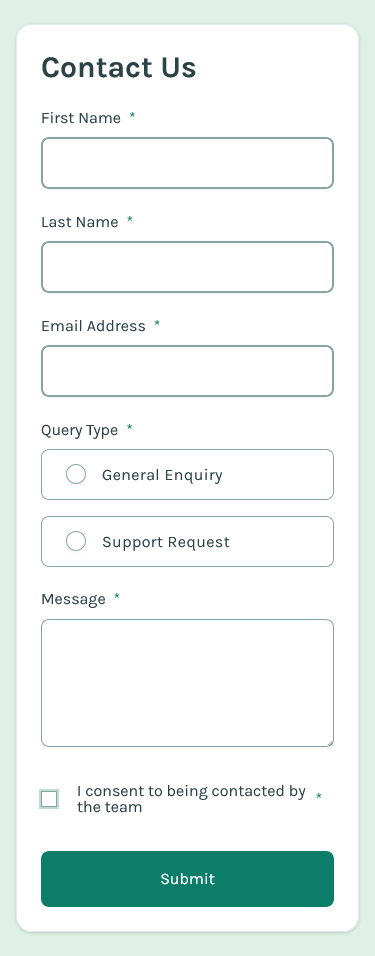 Contact Us
First Name *
Last Name *
Email Address *
Query Type *
General Enquiry
Support Request
Message *
I consent to being contacted by *
the team
Submit